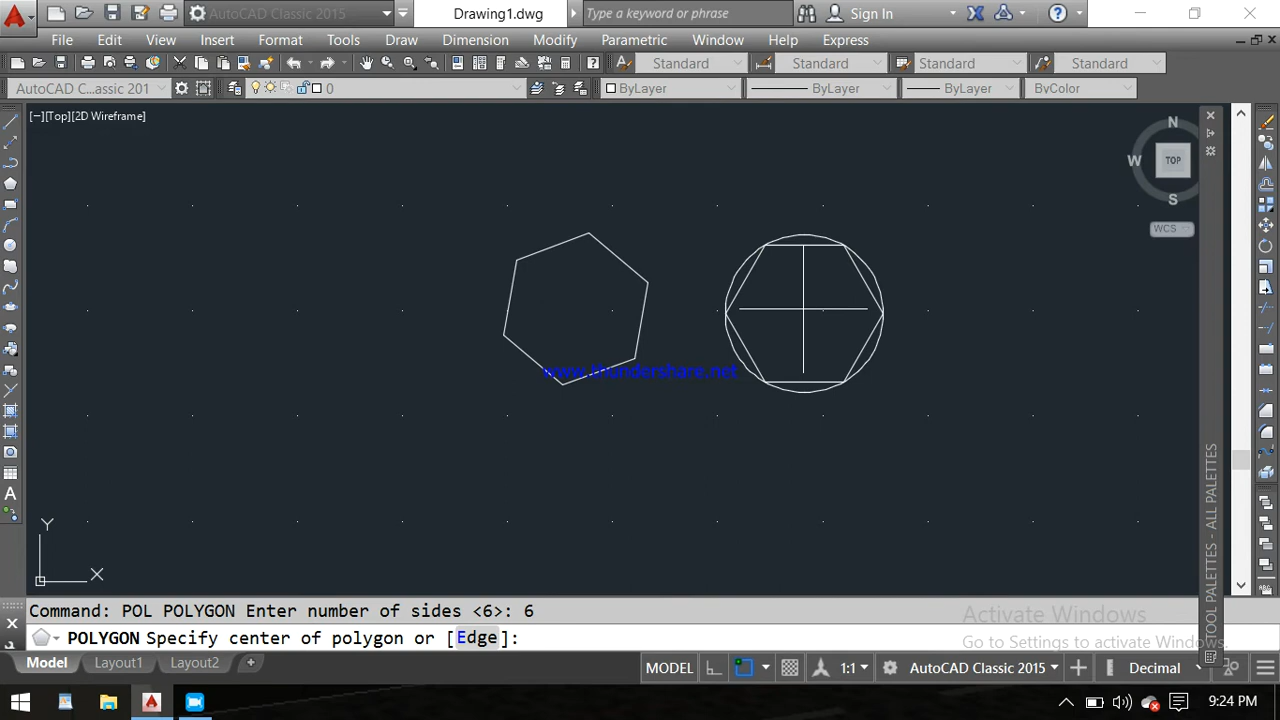 AutoCAD Classic 2015
Drawing1.dwg
Type a keyword or phrase
Sign In
File Edit View Insert Format Tools Draw Dimension Modify Parametric Window Help Express
Standard Standard Standard Standard
AutoCAD C...assic 201 0 ByLayer ByLayer ByLayer ByColor
[−][Top][2D Wireframe]
N
W TOP
S
WCS
www.thundershare.net
Y
X
TOOL PALETTES - ALL PALETTES
Command: POL POLYGON Enter number of sides <6>: 6
POLYGON Specify center of polygon or [Edge]:
Activate Windows
Go to Settings to activate Windows.
Model Layout1 Layout2 +
MODEL 1:1 AutoCAD Classic 2015 Decimal
9:24 PM